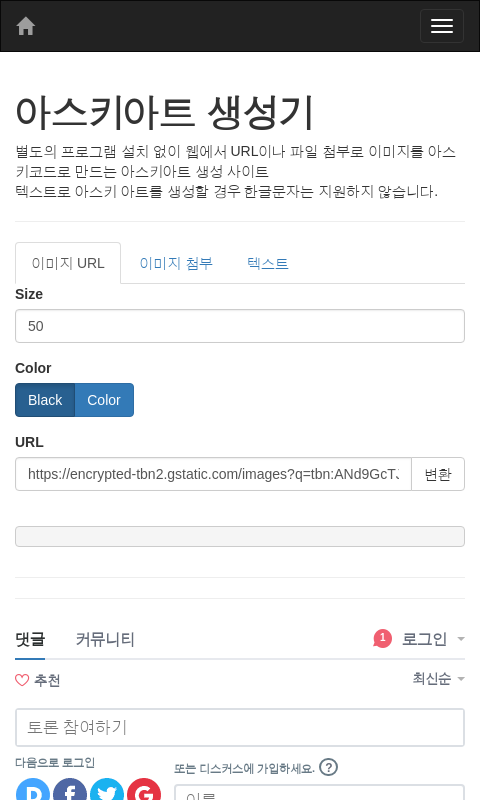 아스키아트 생성기
별도의 프로그램 설치 없이 웹에서 URL이나 파일 첨부로 이미지를 아스
키코드로 만드는 아스키아트 생성 사이트
텍스트로 아스키 아트를 생성할 경우 한글문자는 지원하지 않습니다.
이미지 URL 이미지 첨부 텍스트
Size
50
Color
Black Color
URL
https://encrypted-tbn2.gstatic.com/images?q=tbn:ANd9GcTJ 변환
댓글 커뮤니티 1 로그인
추천 최신순
토론 참여하기
다음으로 로그인
또는 디스커스에 가입하세요. ?
D f G
이름